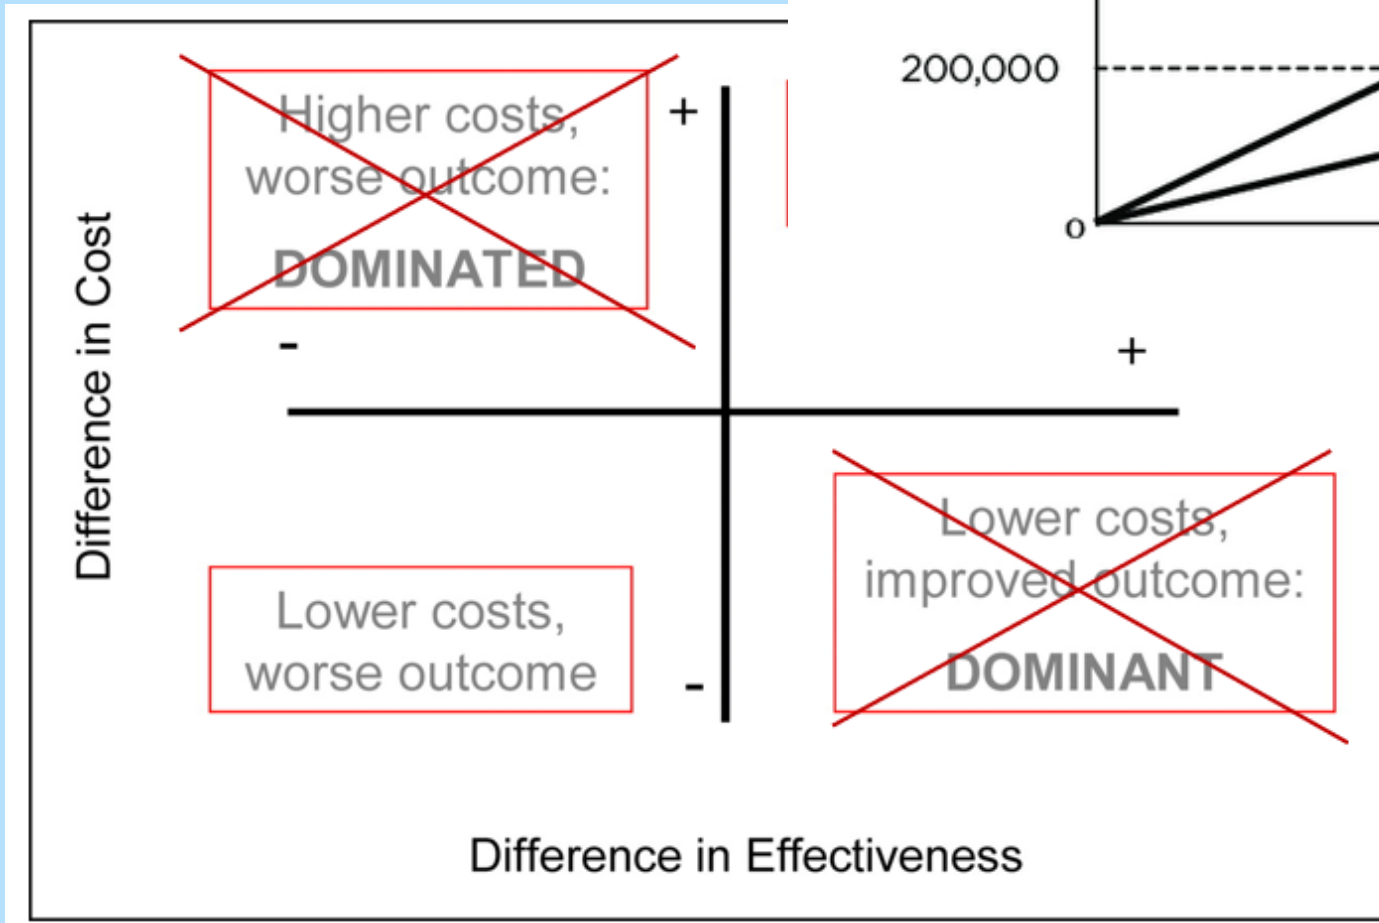 Higher costs,
worse outcome:
DOMINATED
+
200,000
0
-
+
Difference in Cost
Lower costs,
worse outcome
-
Lower costs,
improved outcome:
DOMINANT
Difference in Effectiveness